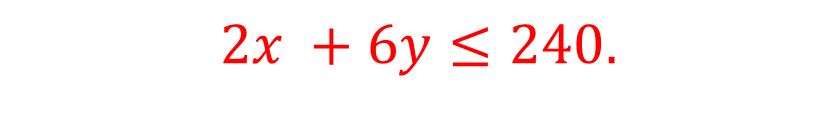 2x + 6y ≤ 240.